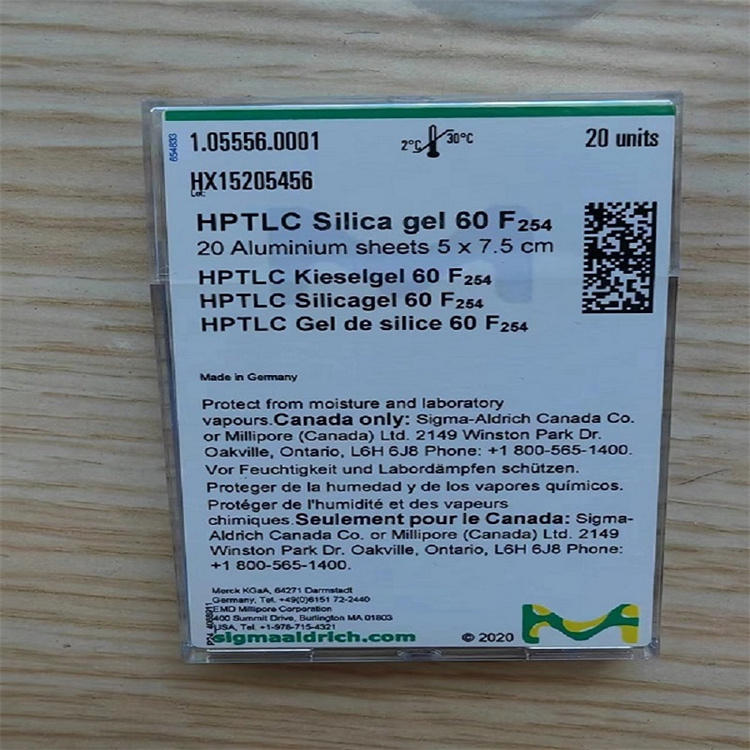 1.05556.0001
2°C 30°C
20 units
654833
HX15205456
Lot:
HPTLC Silica gel 60 F254
20 Aluminium sheets 5 x 7.5 cm
HPTLC Kieselgel 60 F254
HPTLC Silicagel 60 F254
HPTLC Gel de silice 60 F254
Made in Germany
Protect from moisture and laboratory
vapours.Canada only: Sigma-Aldrich Canada Co.
or Millipore (Canada) Ltd. 2149 Winston Park Dr.
Oakville, Ontario, L6H 6J8 Phone: +1 800-565-1400.
Vor Feuchtigkeit und Labordämpfen schützen.
Proteger de la humedad y de los vapores químicos.
Protéger de l'humidité et des vapeurs
chimiques.Seulement pour le Canada: Sigma-
Aldrich Canada Co. or Millipore (Canada) Ltd. 2149
Winston Park Dr. Oakville, Ontario, L6H 6J8 Phone:
+1 800-565-1400.
Merck KGaA, 64271 Darmstadt
Germany, Tel. +49(0)6151 72-2440
EMD Millipore Corporation
400 Summit Drive, Burlington MA 01803
USA, Tel. +1-978-715-4321
sigmaaldrich.com
© 2020
M